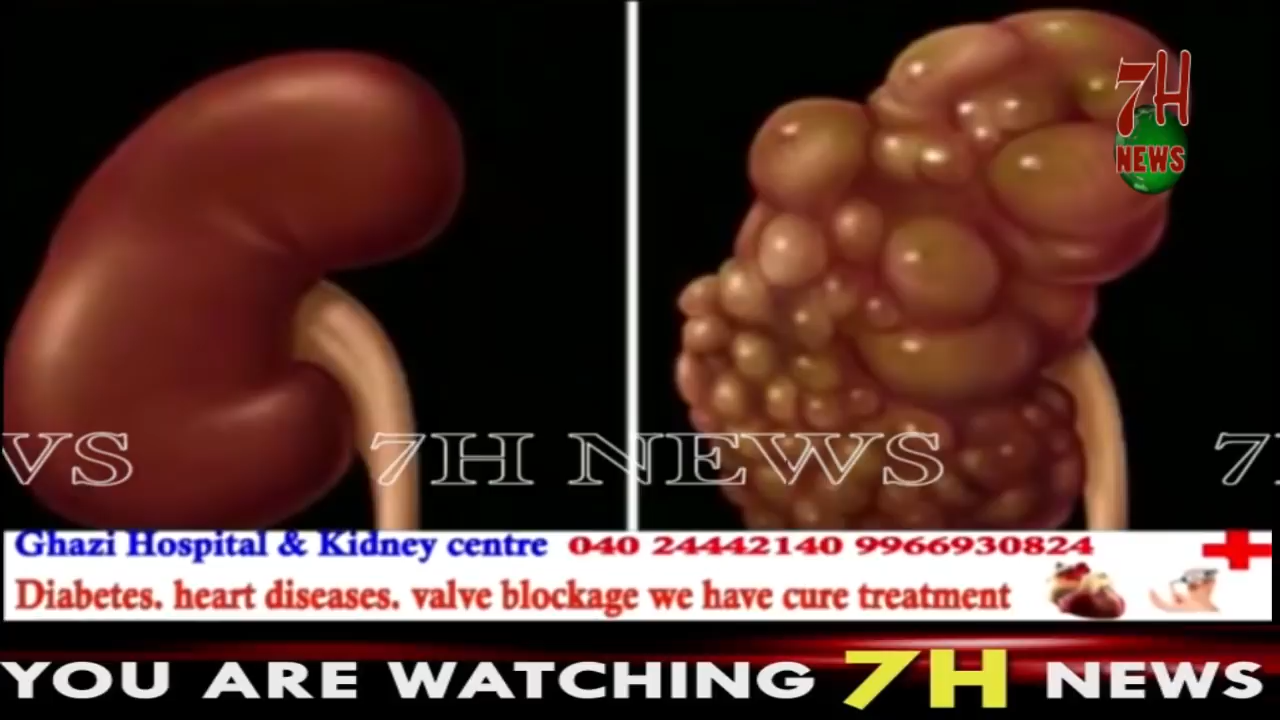 7H
NEWS
VS 7H NEWS 7
Ghazi Hospital & Kidney centre 040 24442140 9966930824
Diabetes. heart diseases. valve blockage we have cure treatment
YOU ARE WATCHING 7H NEWS